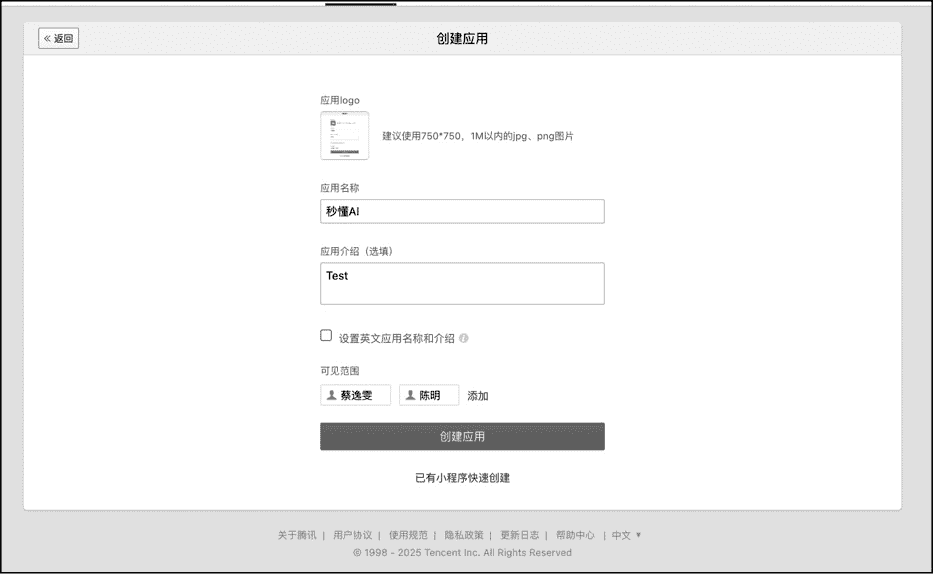 « 返回
创建应用
应用logo
建议使用750*750，1M以内的jpg、png图片
应用名称
秒懂AI
应用介绍（选填）
Test
设置英文应用名称和介绍
可见范围
蔡逸雯 陈明 添加
创建应用
已有小程序快速创建
关于腾讯 | 用户协议 | 使用规范 | 隐私政策 | 更新日志 | 帮助中心 | 中文 ▼
© 1998 - 2025 Tencent Inc. All Rights Reserved